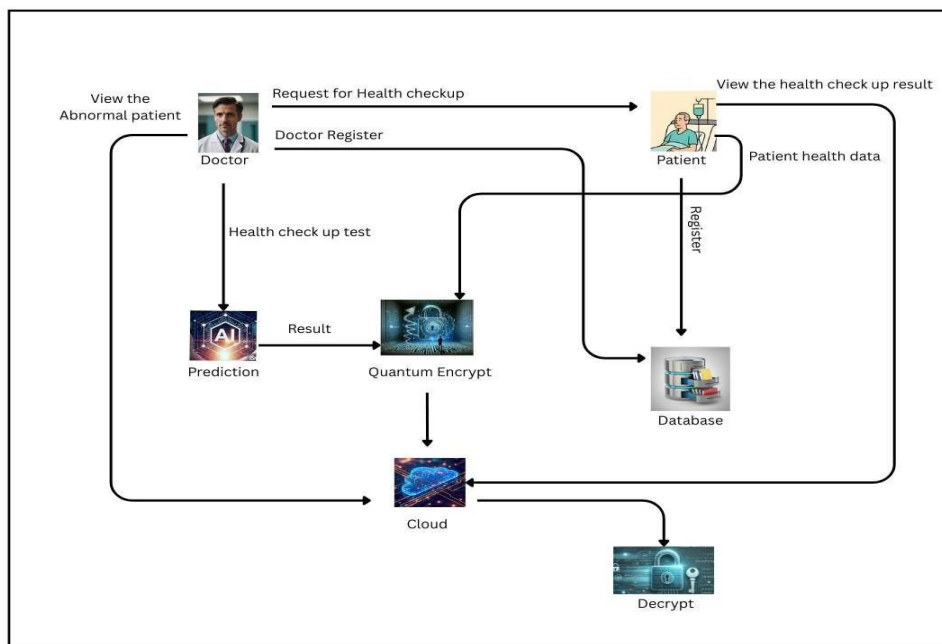 View the
Abnormal patient
Request for Health checkup
View the health check up result
Doctor Register
Doctor
Patient
Patient health data
Register
Health check up test
AI
Result
Prediction
Quantum Encrypt
Database
Cloud
Decrypt